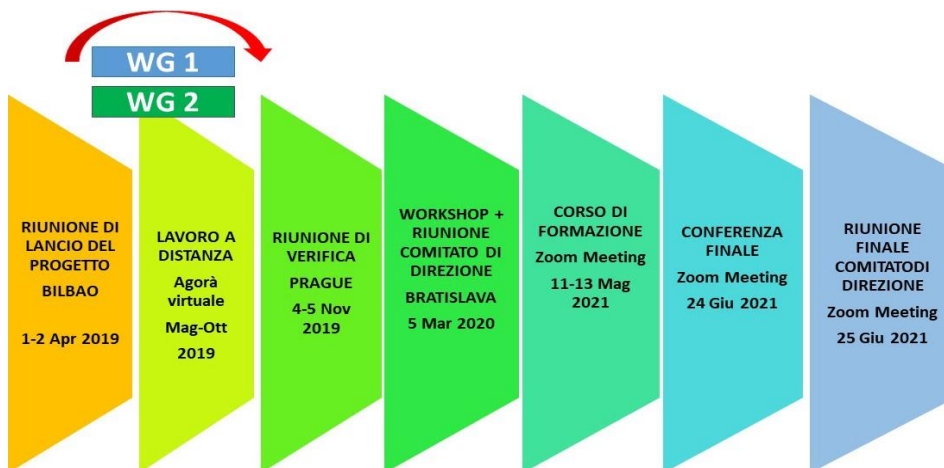 WG 1
WG 2
RIUNIONE DI
LANCIO DEL
PROGETTO
BILBAO
1-2 Apr 2019
LAVORO A
DISTANZA
Agorà
virtuale
Mag-Ott
2019
RIUNIONE DI
VERIFICA
PRAGUE
4-5 Nov
2019
WORKSHOP +
RIUNIONE
COMITATO DI
DIREZIONE
BRATISLAVA
5 Mar 2020
CORSO DI
FORMAZIONE
Zoom Meeting
11-13 Mag
2021
CONFERENZA
FINALE
Zoom Meeting
24 Giu 2021
RIUNIONE
FINALE
COMITATODI
DIREZIONE
Zoom Meeting
25 Giu 2021